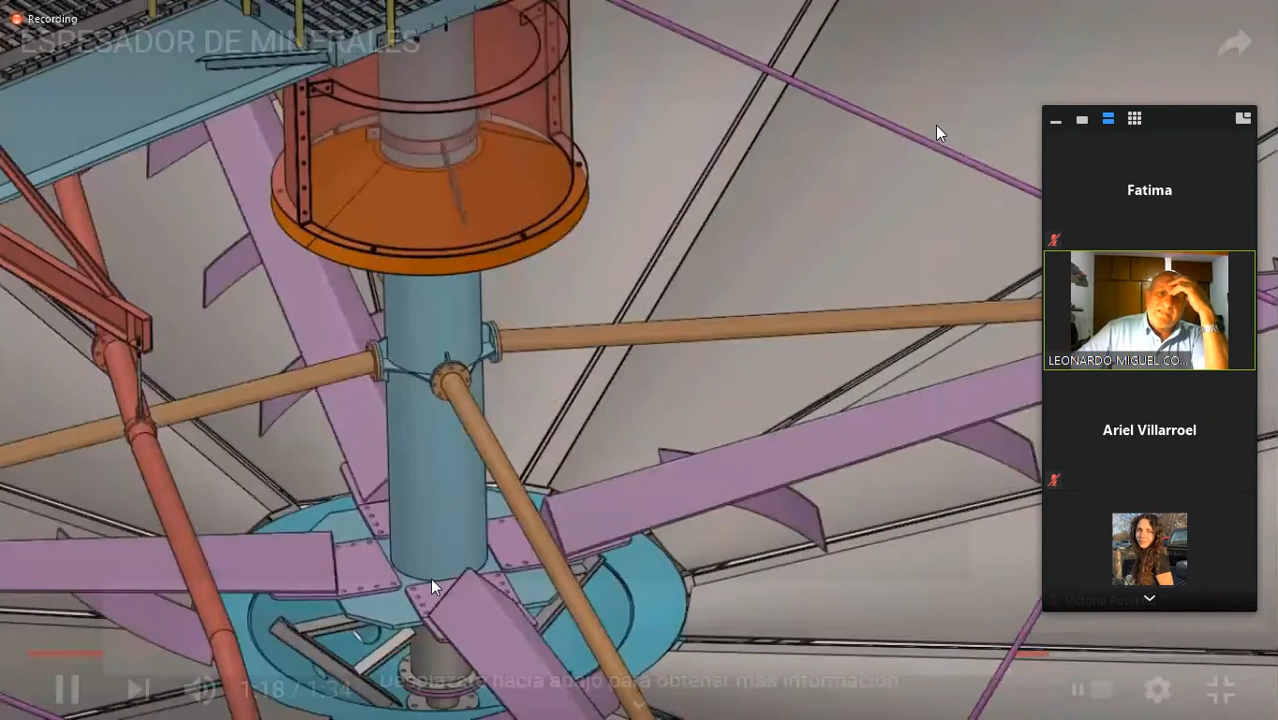 Recording
ESPESADOR DE MINERALES
Fatima
LEONARDO MIGUEL CO...
Ariel Villarroel
Victoria
1:18 / 1:34
Desplázate hacia abajo para obtener más información